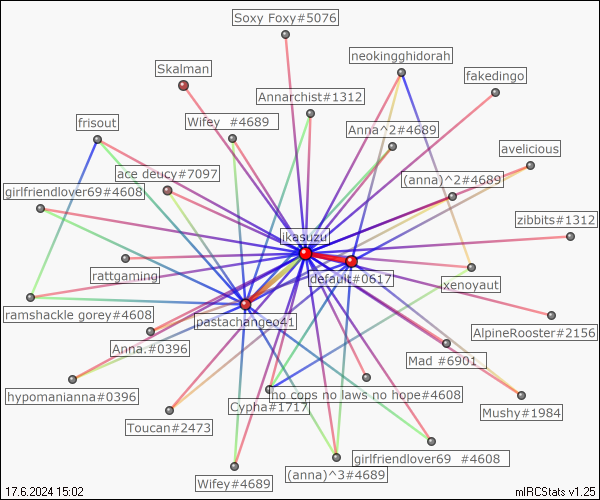 Soxy Foxy#5076
neokingghidorah
Skalman
fakedingo
Annarchist#1312
frisout
Wifey  #4689
Anna^2#4689
avelicious
ace deucy#7097
(anna)^2#4689
girlfriendlover69#4608
zibbits#1312
ikasuzu
rattgaming
default#0617
xenoyaut
ramshackle gorey#4608
pastachangeo41
AlpineRooster#2156
Anna.#0396
Mad #6901
hypomanianna#0396
no cops no laws no hope#4608
Cypha#1717
Mushy#1984
Toucan#2473
girlfriendlover69  #4608
(anna)^3#4689
Wifey#4689
17.6.2024 15:02
mIRCStats v1.25